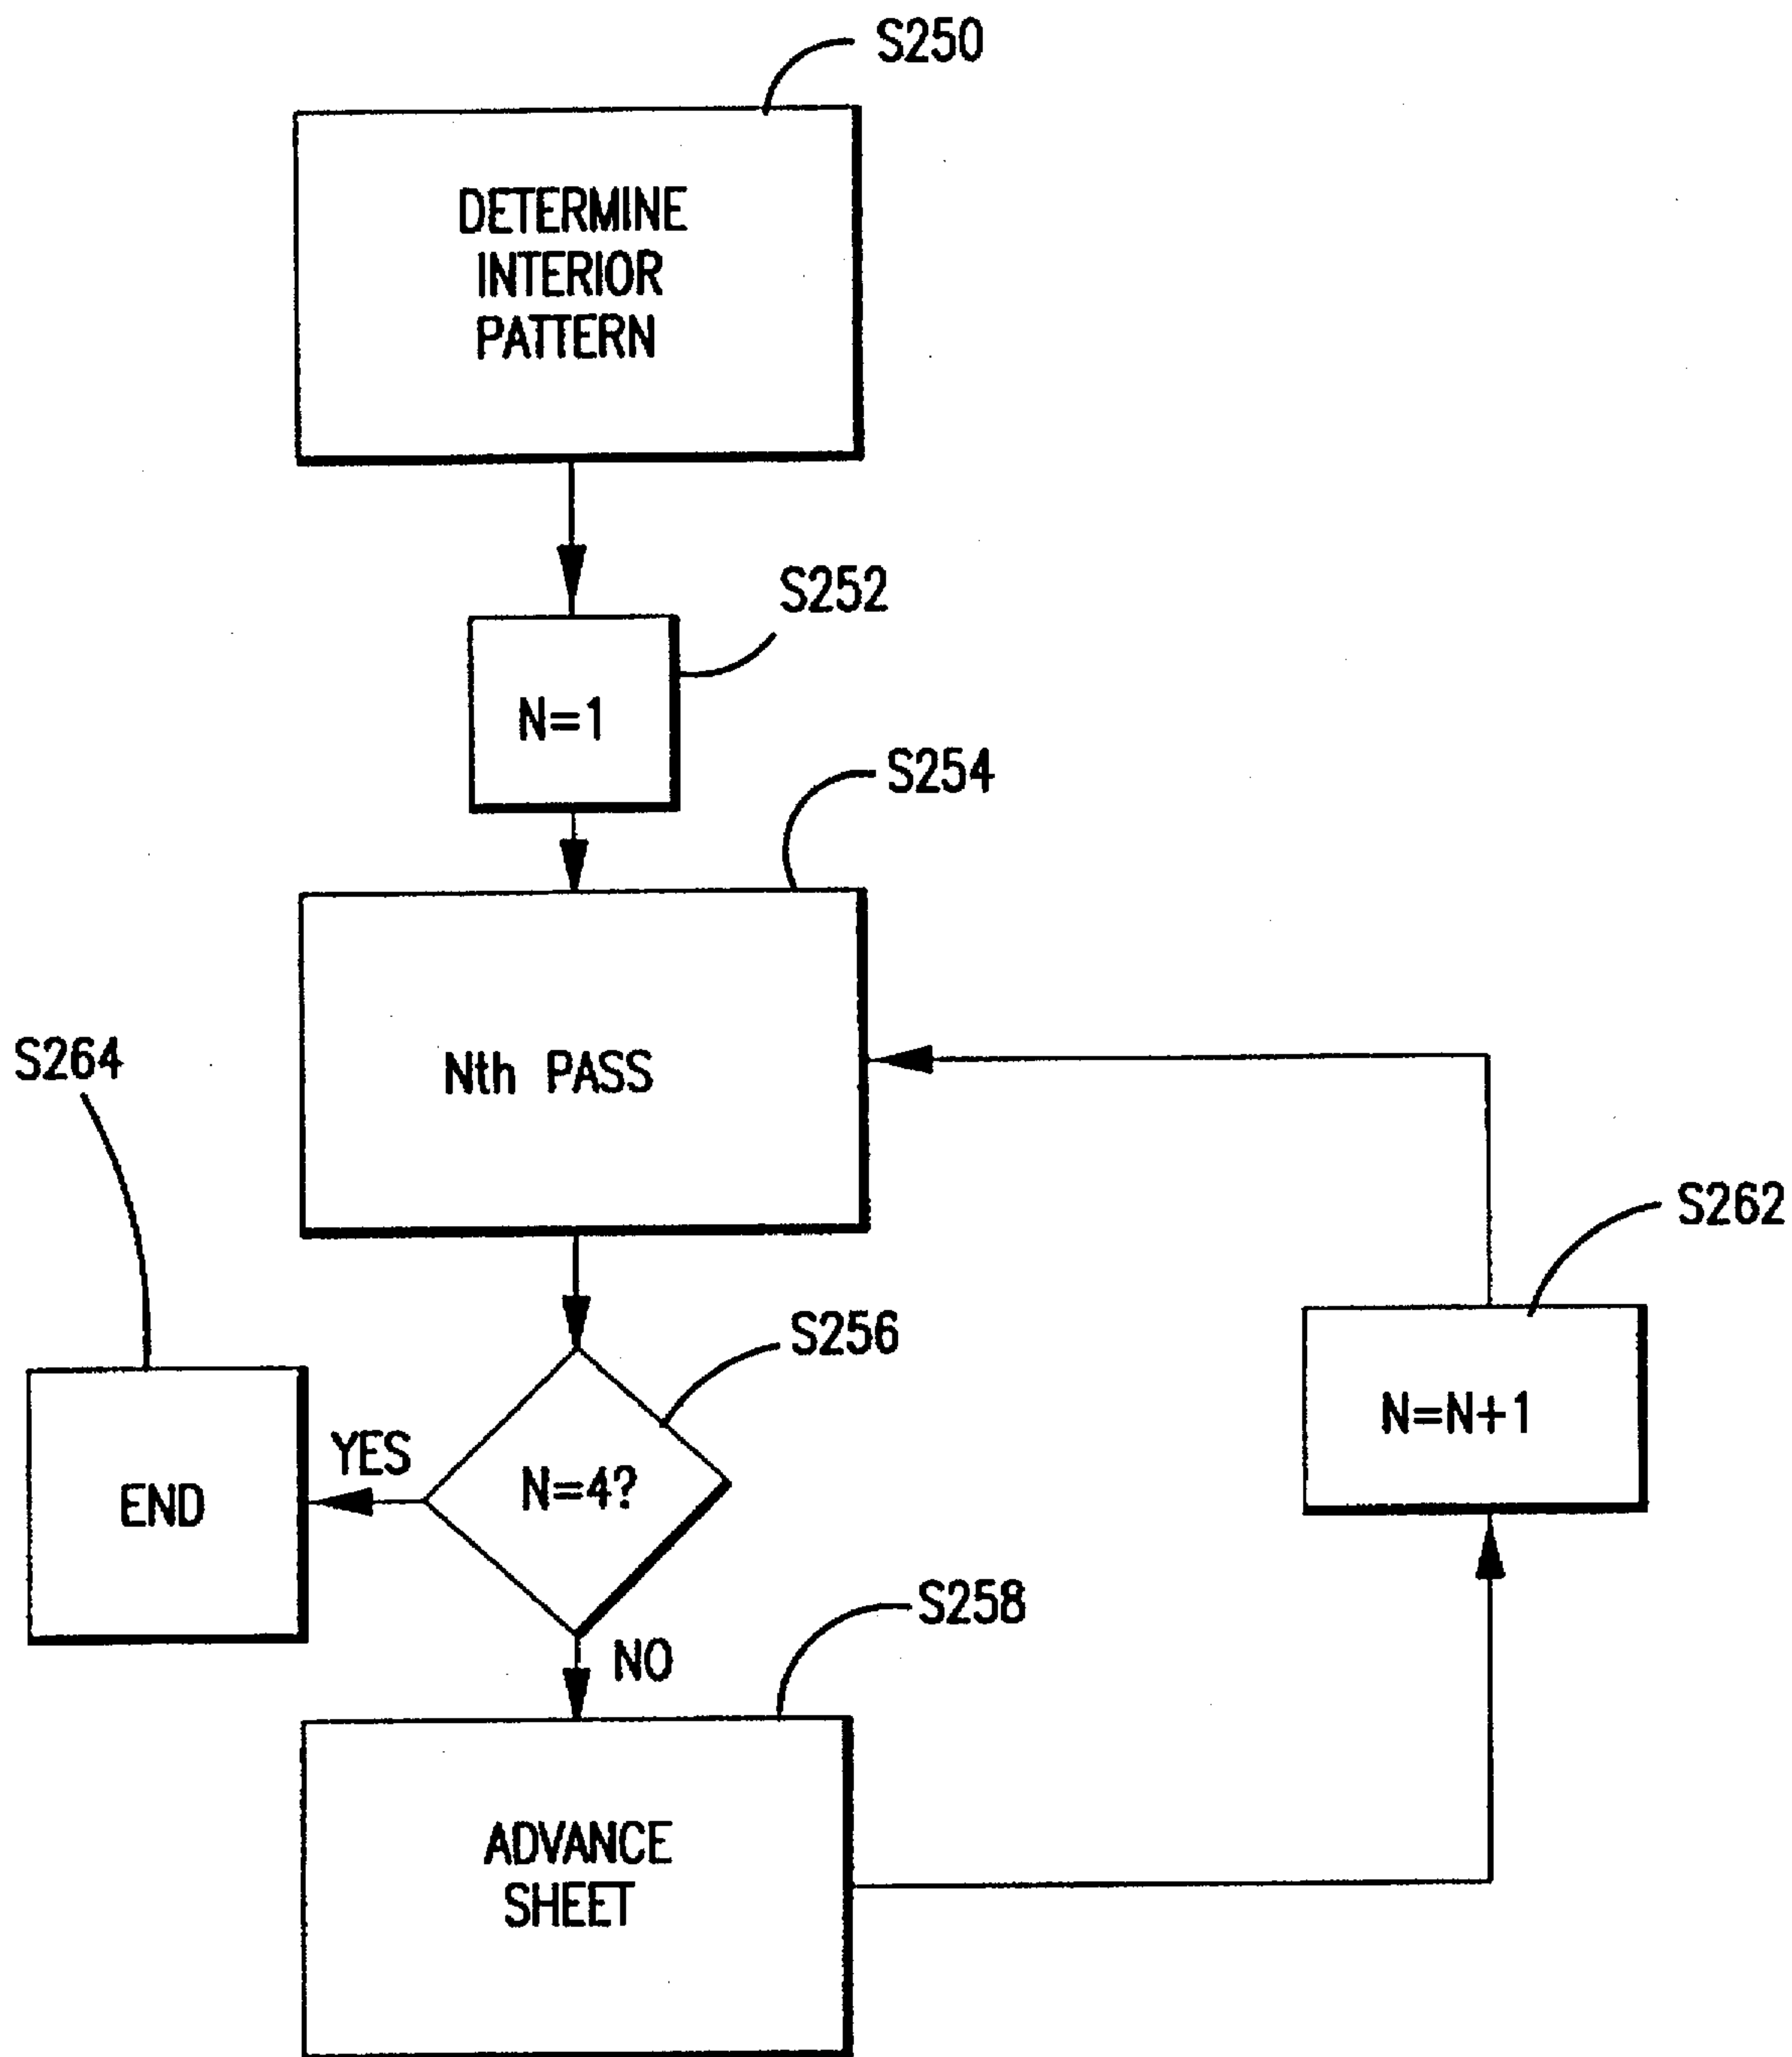 S250
DETERMINE
INTERIOR
PATTERN
S252
N=1
S254
Nth PASS
S264
S262
S256
N=N+1
YES
N=4?
END
S258
NO
ADVANCE
SHEET